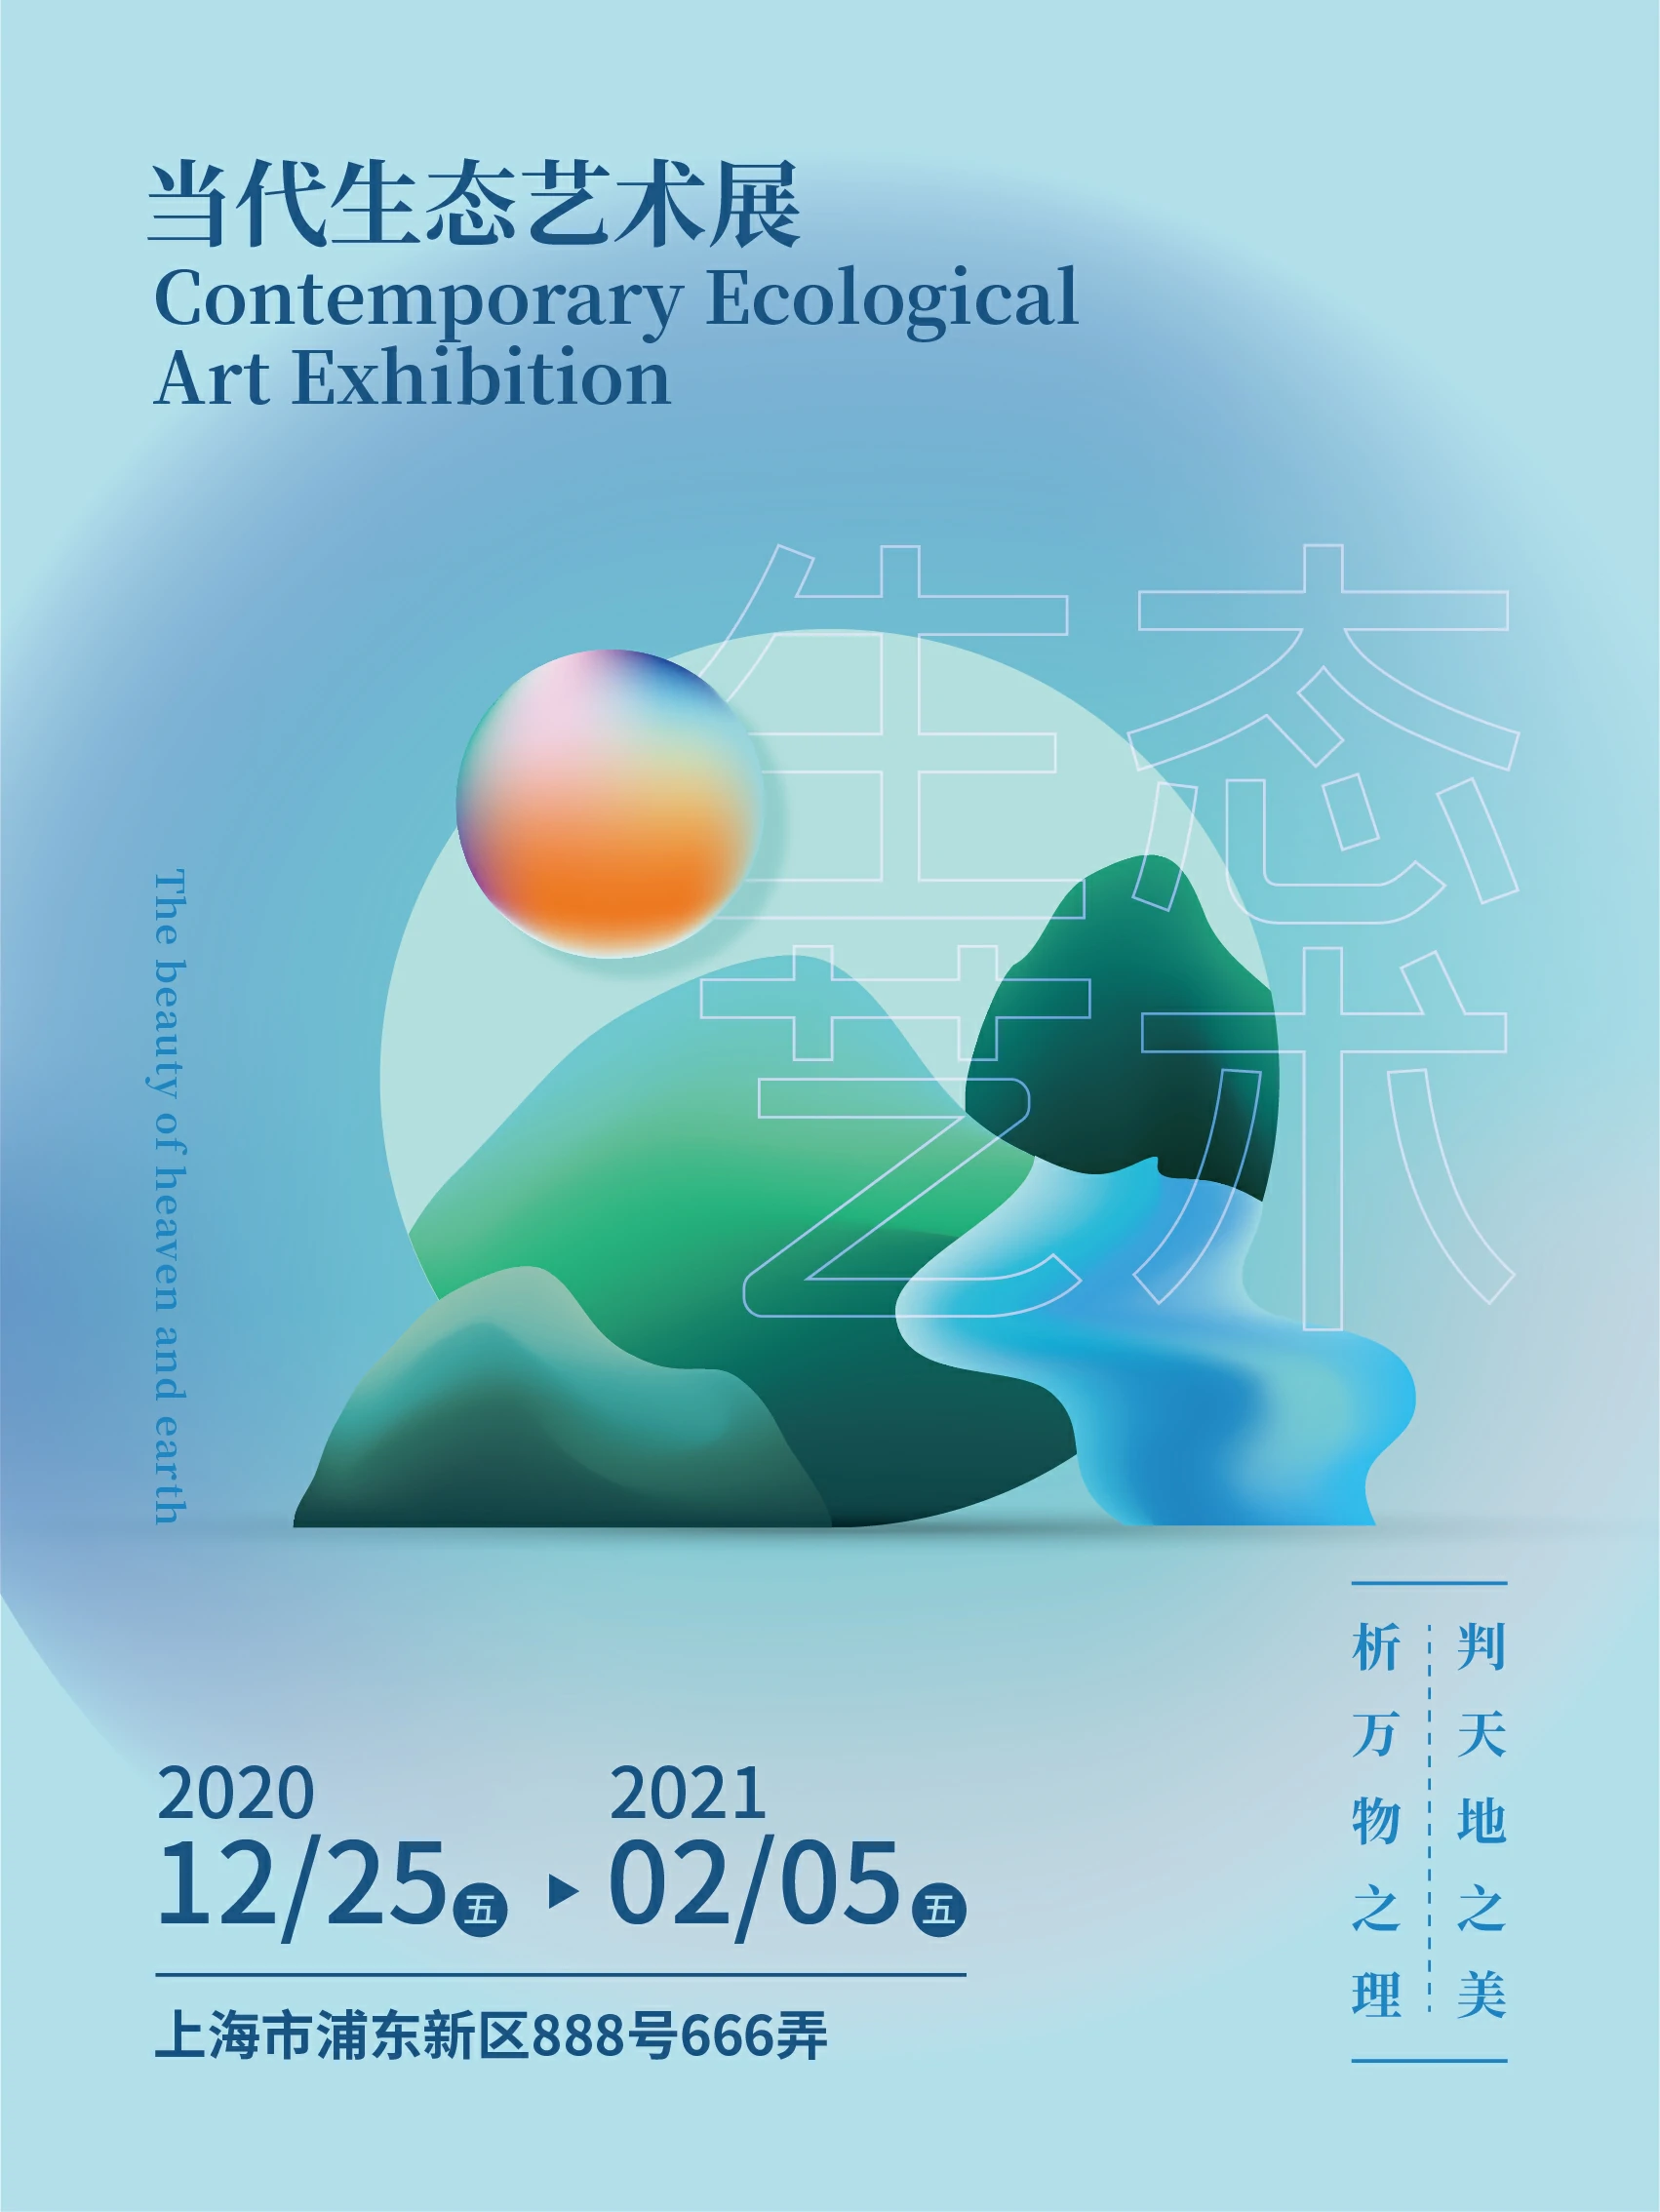 当代生态艺术展
Contemporary Ecological
Art Exhibition
生态
艺术
The beauty of heaven and earth
判天地之美
析万物之理
2020
12/25五
2021
02/05五
上海市浦东新区888号666弄